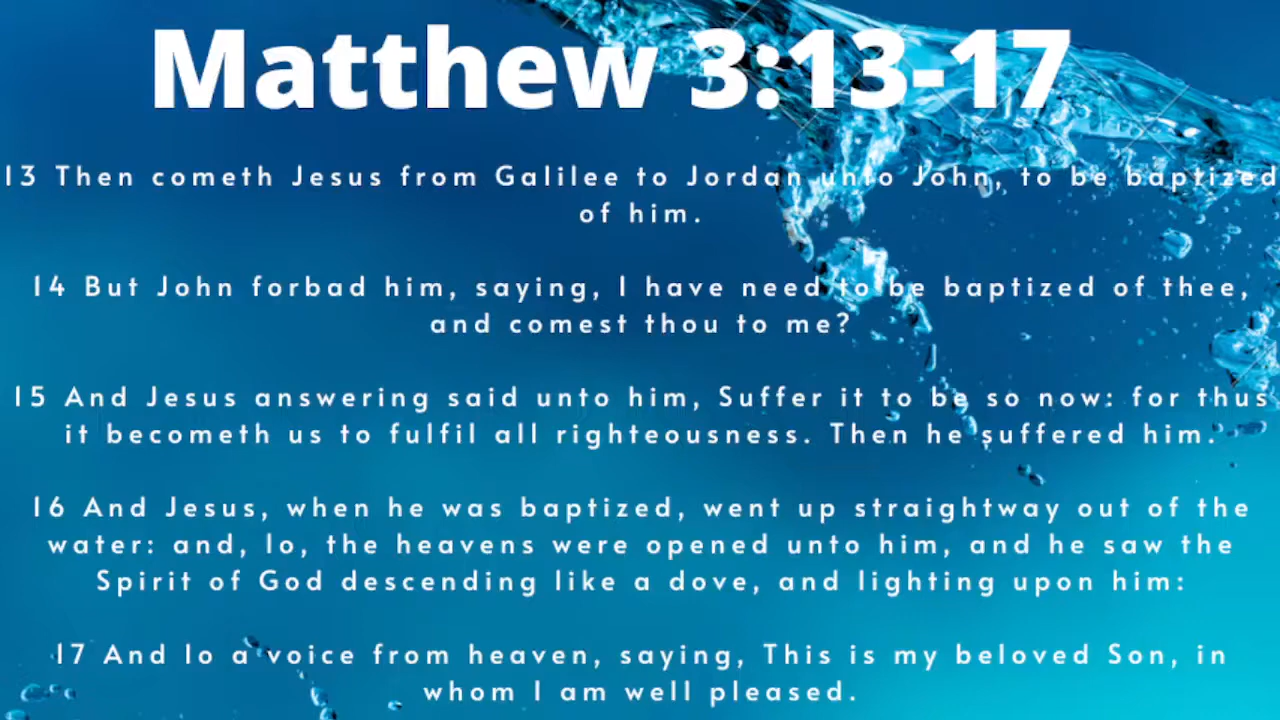 Matthew 3:13-17
13 Then cometh Jesus from Galilee to Jordan unto John, to be baptized
of him.
14 But John forbad him, saying, I have need to be baptized of thee,
and comest thou to me?
15 And Jesus answering said unto him, Suffer it to be so now: for thus
it becometh us to fulfil all righteousness. Then he suffered him.
16 And Jesus, when he was baptized, went up straightway out of the
water: and, lo, the heavens were opened unto him, and he saw the
Spirit of God descending like a dove, and lighting upon him:
17 And lo a voice from heaven, saying, This is my beloved Son, in
whom I am well pleased.